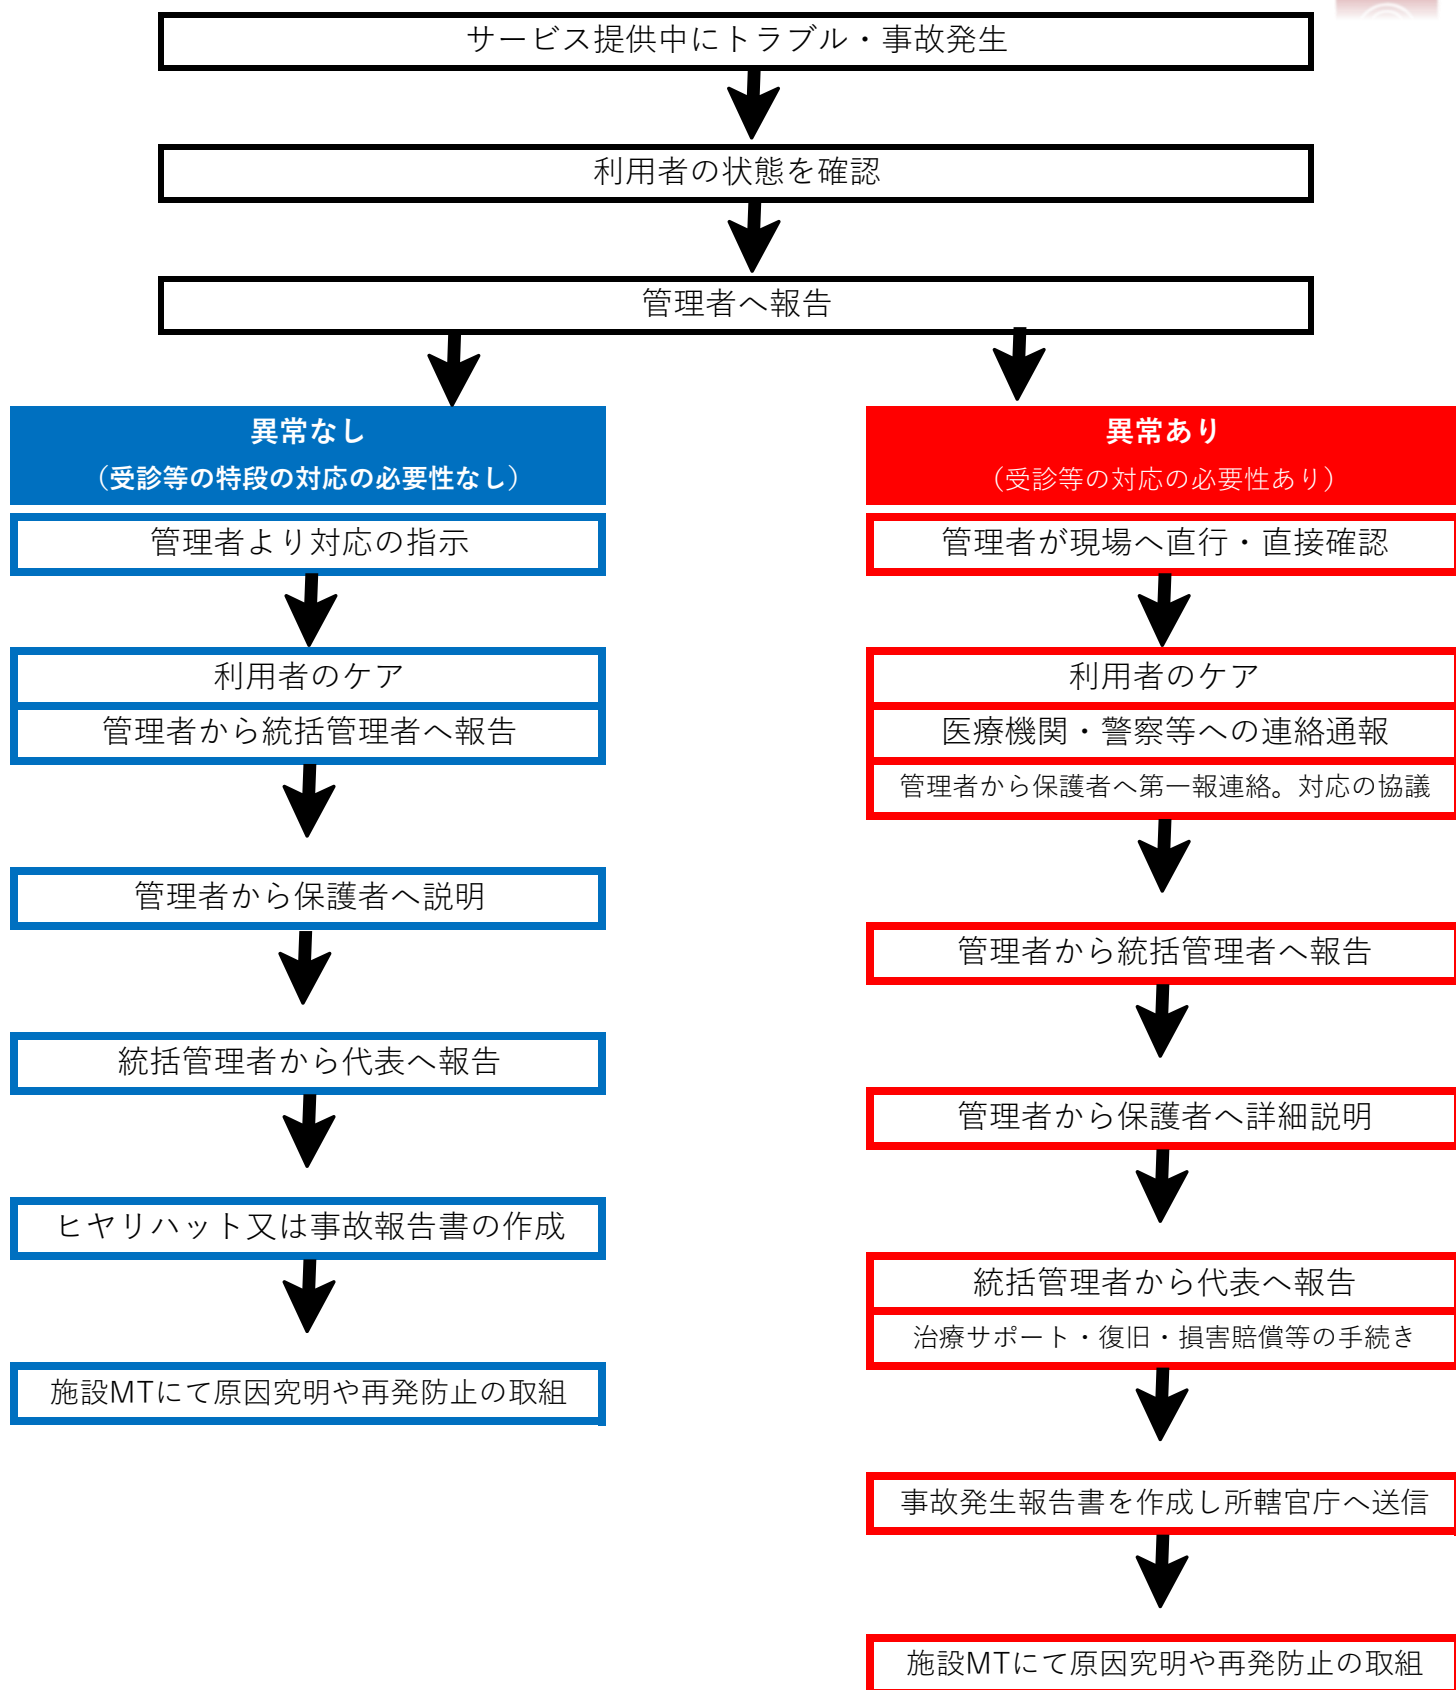 サービス提供中にトラブル・事故発生
利用者の状態を確認
管理者へ報告
異常なし
（受診等の特段の対応の必要性なし）
管理者より対応の指示
利用者のケア
管理者から統括管理者へ報告
管理者から保護者へ説明
統括管理者から代表へ報告
ヒヤリハット又は事故報告書の作成
施設MTにて原因究明や再発防止の取組
異常あり
（受診等の対応の必要性あり）
管理者が現場へ直行・直接確認
利用者のケア
医療機関・警察等への連絡通報
管理者から保護者へ第一報連絡。対応の協議
管理者から統括管理者へ報告
管理者から保護者へ詳細説明
統括管理者から代表へ報告
治療サポート・復旧・損害賠償等の手続き
事故発生報告書を作成し所轄官庁へ送信
施設MTにて原因究明や再発防止の取組